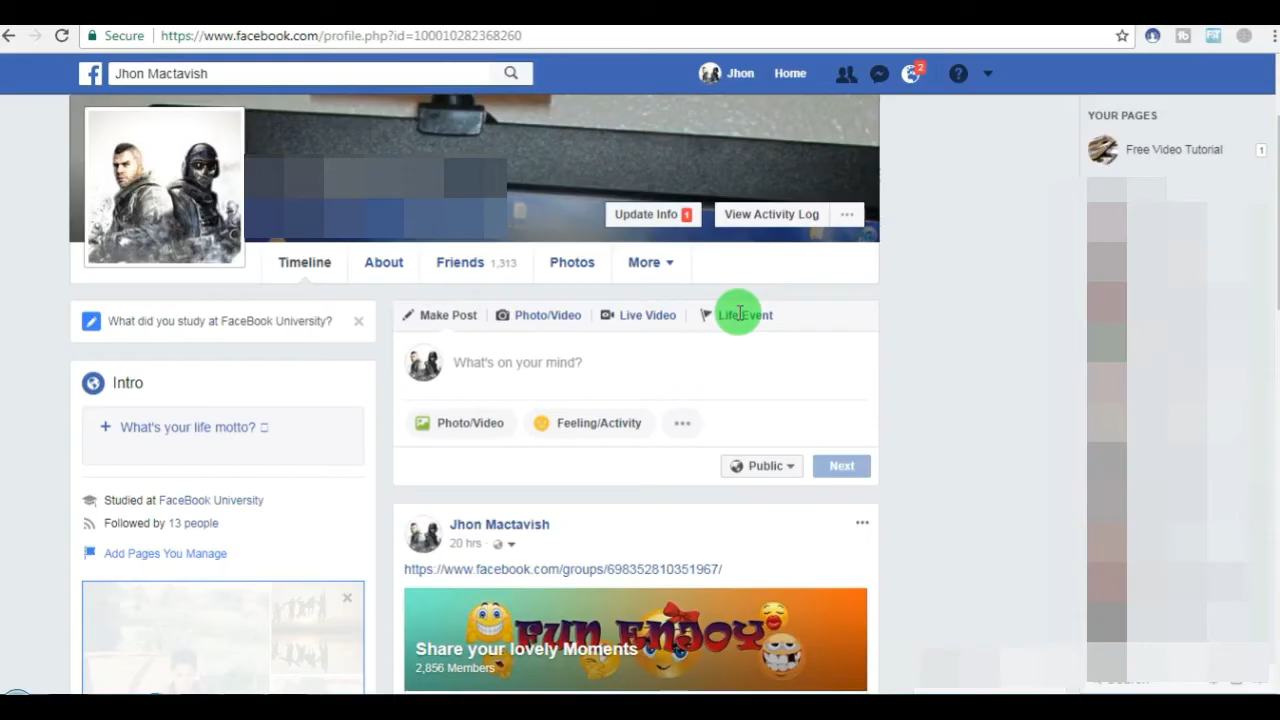 Secure | https://www.facebook.com/profile.php?id=100010282368260
Jhon Mactavish
Jhon Home 2
YOUR PAGES
Free Video Tutorial 1
Update Info 1 View Activity Log ...
Timeline About Friends 1,313 Photos More
What did you study at FaceBook University?
Make Post Photo/Video Live Video Life Event
Intro
What's on your mind?
+ What's your life motto?
Photo/Video Feeling/Activity ...
Public Next
Studied at FaceBook University
Followed by 13 people
Add Pages You Manage
Jhon Mactavish
20 hrs
https://www.facebook.com/groups/698352810351967/
FUN ENJOY
Share your lovely Moments
2,856 Members